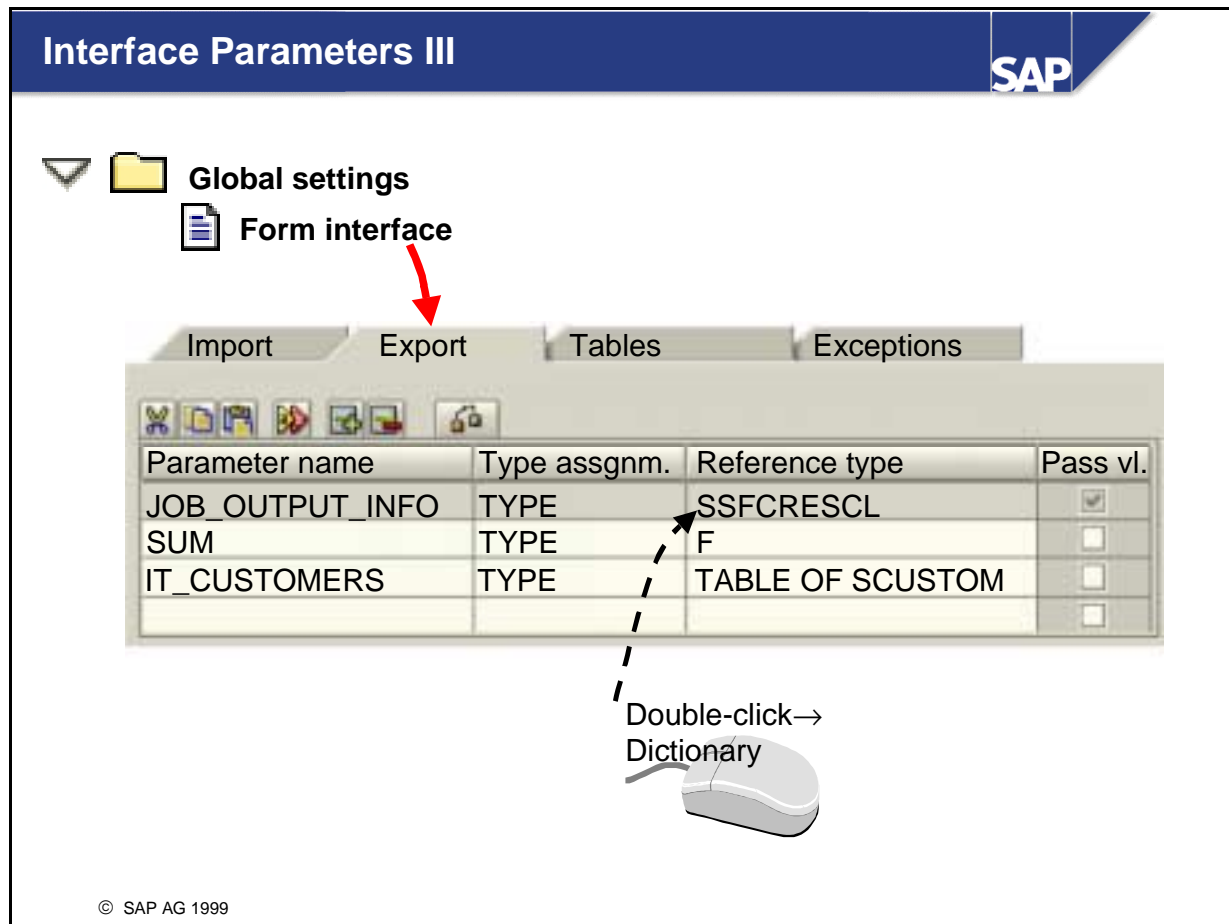 Interface Parameters III
SAP
Global settings
Form interface
Import Export Tables Exceptions
Parameter name Type assgnm. Reference type Pass vl.
JOB_OUTPUT_INFO TYPE SSFCRESCL
SUM TYPE F
IT_CUSTOMERS TYPE TABLE OF SCUSTOM
Double-click→
Dictionary
© SAP AG 1999